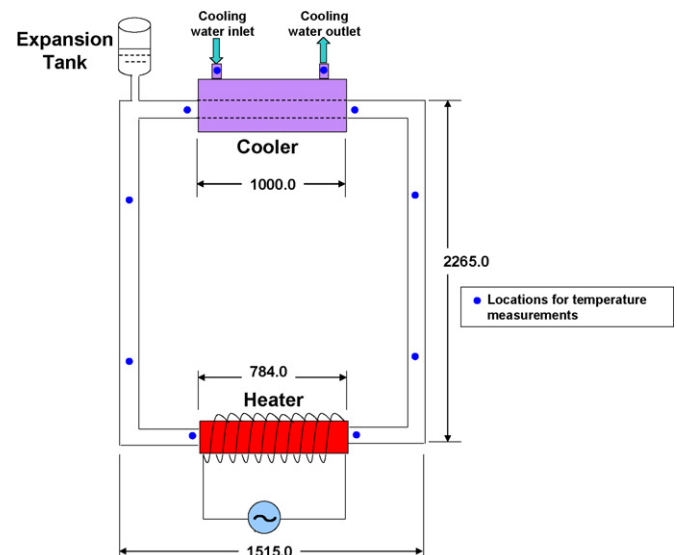 Cooling
water inlet
Cooling
water outlet
Expansion
Tank
Cooler
1000.0
2265.0
Locations for temperature
measurements
784.0
Heater
1515.0